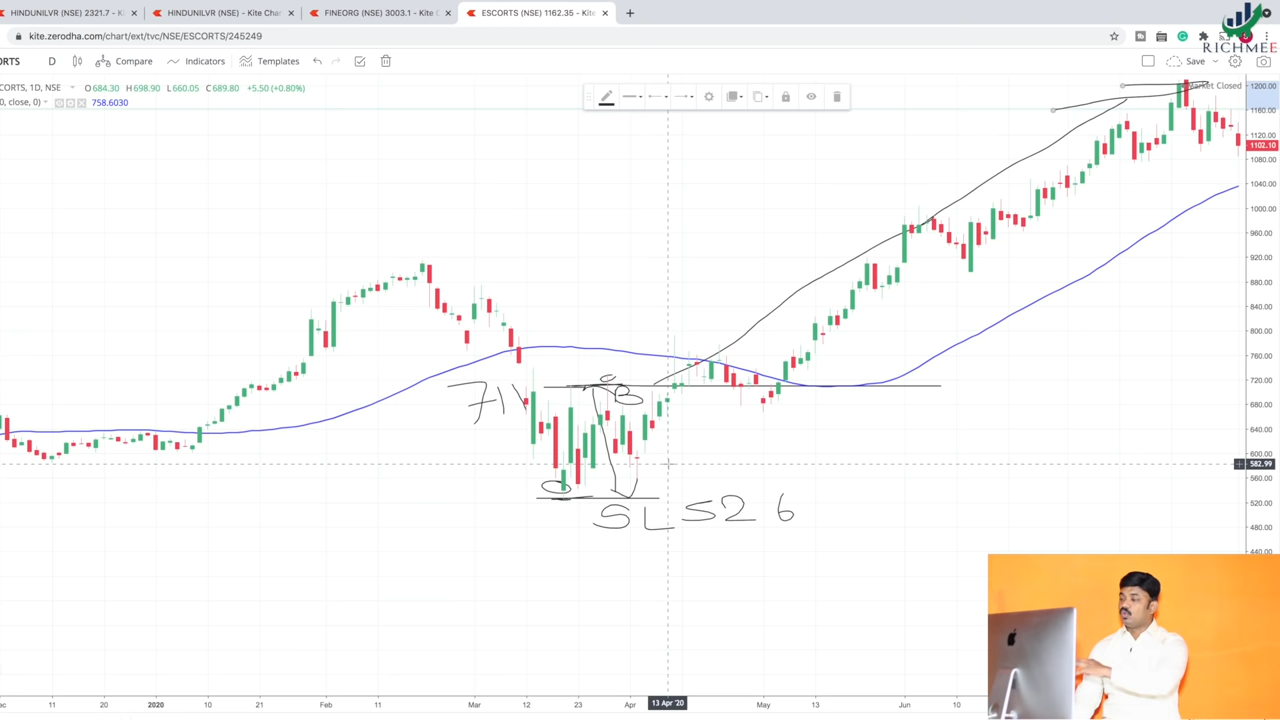 HINDUNILVR (NSE) 2321.7 - Ki
HINDUNILVR (NSE) - Kite Char
FINEORG (NSE) 3003.1 - Kite C
ESCORTS (NSE) 1162.35 - Kite
kite.zerodha.com/chart/ext/tvc/NSE/ESCORTS/245249
RICHMEE
ORTS D Compare Indicators Templates Save
CORTS, 1D, NSE O684.30 H698.90 L660.05 C689.80 +5.50 (+0.80%)
0, close, 0) 758.6030
Market Closed
1200.00
1160.00
1120.00
1102.10
1080.00
1040.00
1000.00
960.00
920.00
880.00
840.00
800.00
760.00
720.00
680.00
640.00
600.00
582.99
560.00
520.00
480.00
440.00
B
SL 526
ec 11 20 2020 10 21 Feb 11 Mar 12 23 Apr 13 Apr '20 May 13 Jun 10